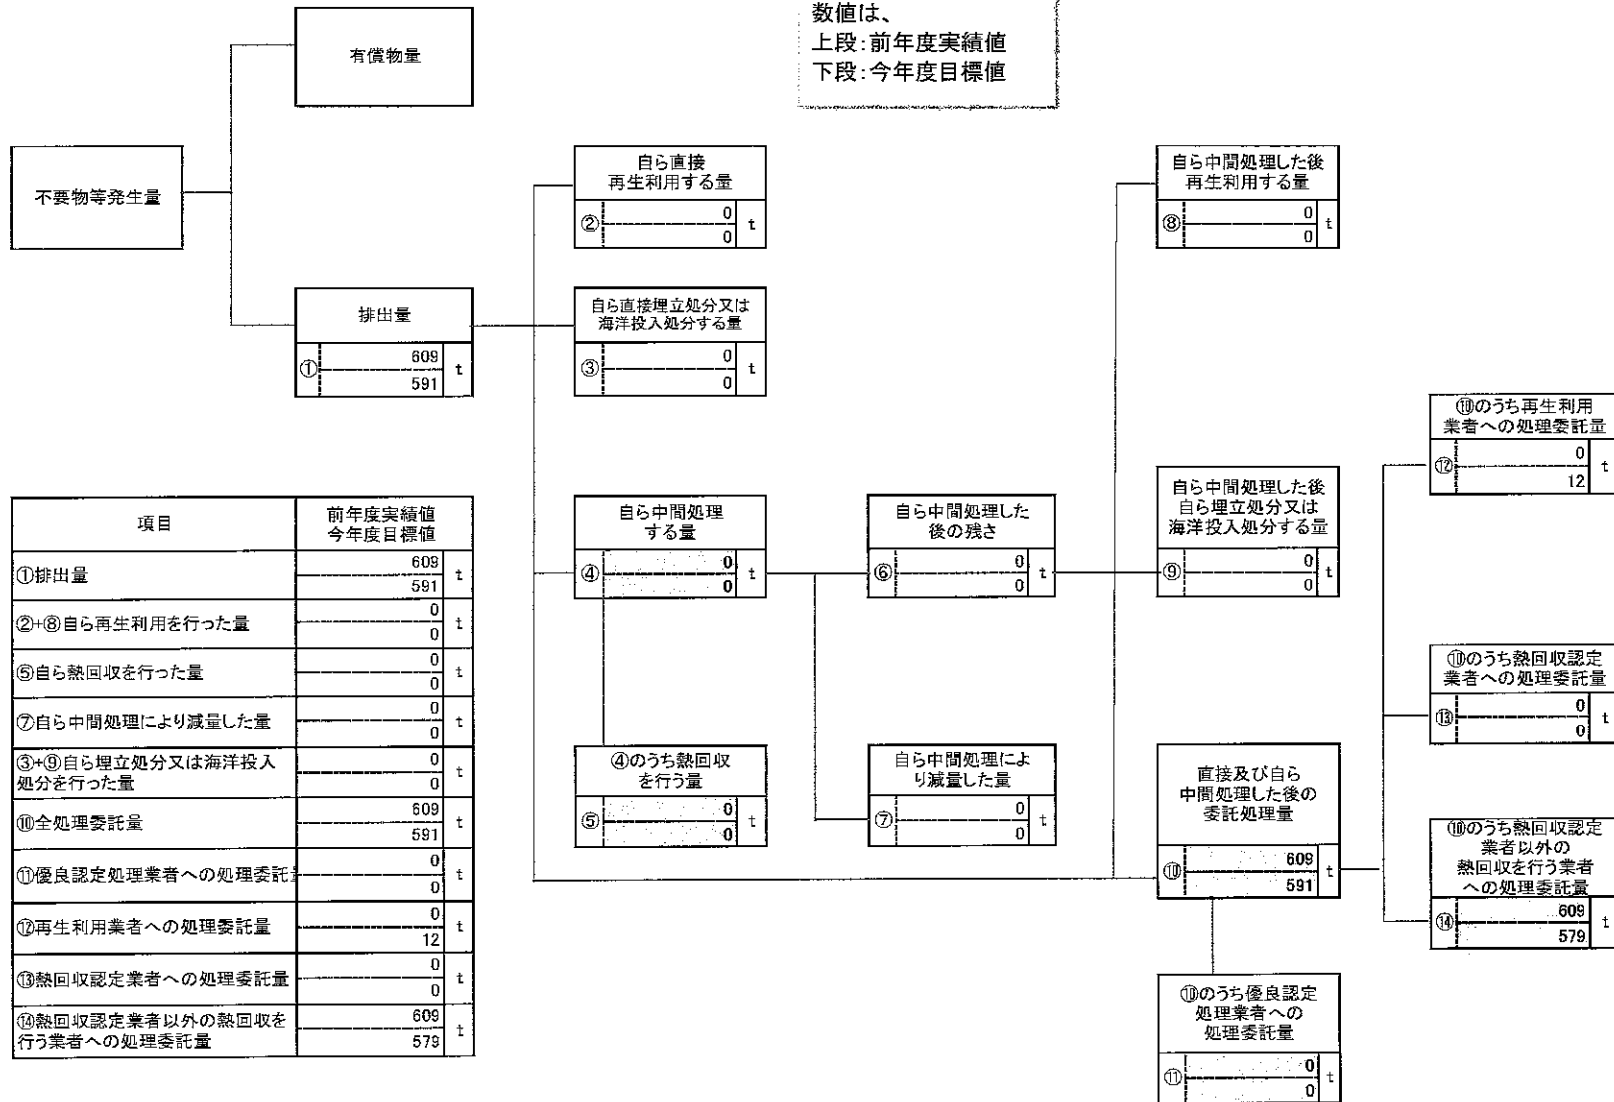 数値は、
上段：前年度実績値
下段：今年度目標値
有償物量
不要物等発生量
排出量
①
609
591
t
自ら直接
再生利用する量
②
0
0
t
自ら直接埋立処分又は
海洋投入処分する量
③
0
0
t
自ら中間処理
する量
④
0
0
t
④のうち熱回収
を行う量
⑤
0
0
t
自ら中間処理した
後の残さ
⑥
0
0
t
自ら中間処理によ
り減量した量
⑦
0
0
t
自ら中間処理した後
再生利用する量
⑧
0
0
t
自ら中間処理した後
自ら埋立処分又は
海洋投入処分する量
⑨
0
0
t
直接及び自ら
中間処理した後の
委託処理量
⑩
609
591
t
⑩のうち優良認定
処理業者への
処理委託量
⑪
0
0
t
⑩のうち再生利用
業者への処理委託量
⑫
0
12
t
⑩のうち熱回収認定
業者への処理委託量
⑬
0
0
t
⑩のうち熱回収認定
業者以外の
熱回収を行う業者
への処理委託量
⑭
609
579
t
項目
前年度実績値
今年度目標値
①排出量
609
591
t
②+⑧自ら再生利用を行った量
0
0
t
⑤自ら熱回収を行った量
0
0
t
⑦自ら中間処理により減量した量
0
0
t
③+⑨自ら埋立処分又は海洋投入
処分を行った量
0
0
t
⑩全処理委託量
609
591
t
⑪優良認定処理業者への処理委託
0
0
t
⑫再生利用業者への処理委託量
0
12
t
⑬熱回収認定業者への処理委託量
0
0
t
⑭熱回収認定業者以外の熱回収を
行う業者への処理委託量
609
579
t